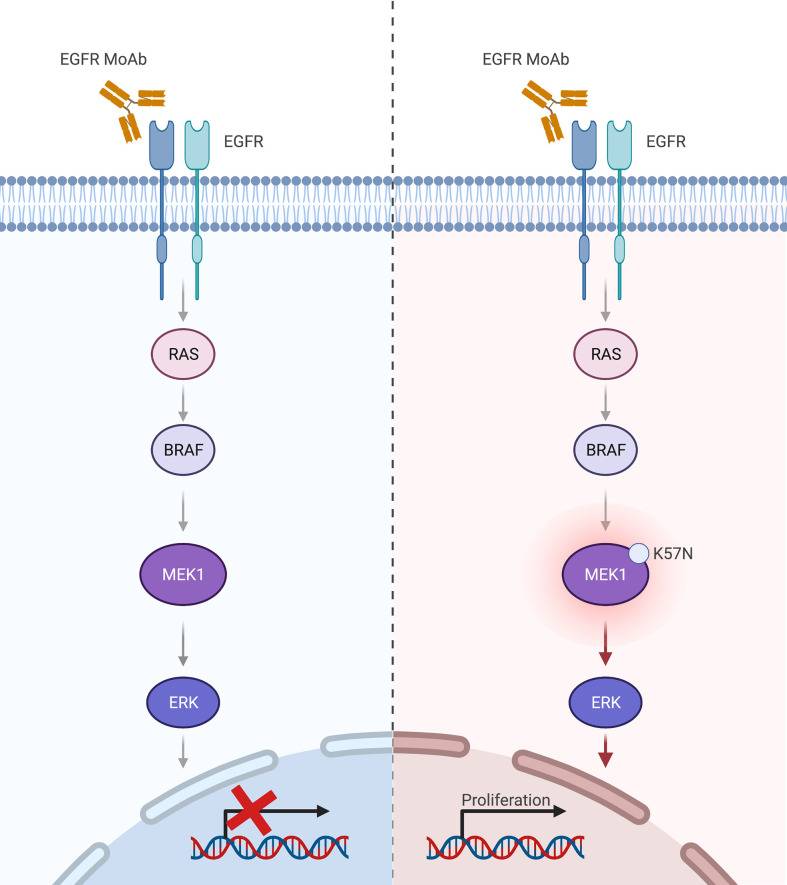 EGFR MoAb
EGFR
RAS
BRAF
MEK1
ERK
EGFR MoAb
EGFR
RAS
BRAF
MEK1
K57N
ERK
Proliferation